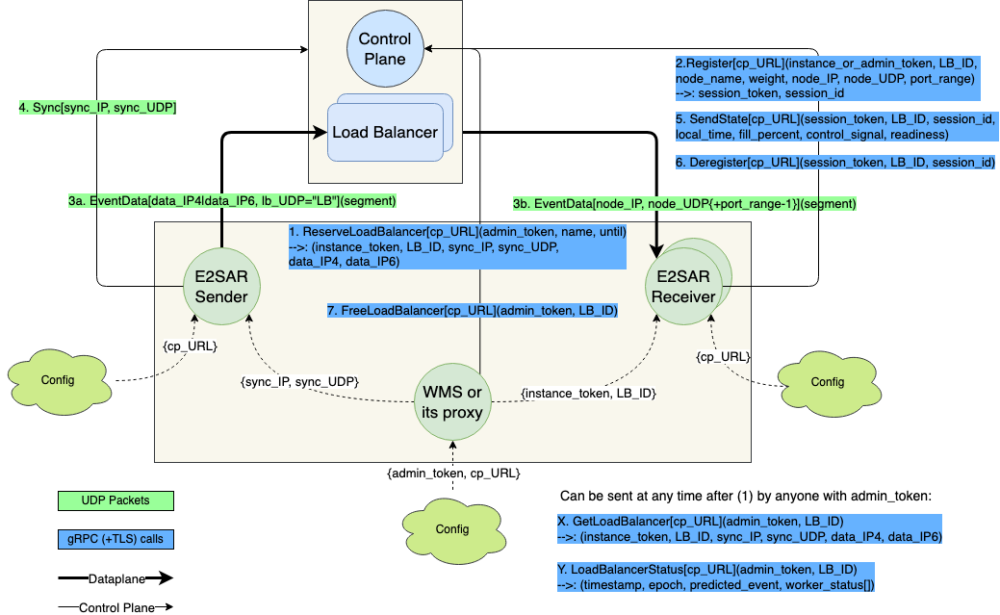 Control
Plane
Load Balancer
2.Register[cp_URL](instance_or_admin_token, LB_ID,
node_name, weight, node_IP, node_UDP, port_range)
-->: session_token, session_id
4. Sync[sync_IP, sync_UDP]
5. SendState[cp_URL](session_token, LB_ID, session_id,
local_time, fill_percent, control_signal, readiness)
6. Deregister[cp_URL](session_token, LB_ID, session_id)
3a. EventData[data_IP4|data_IP6, lb_UDP="LB"](segment)
3b. EventData[node_IP, node_UDP{+port_range-1}](segment)
1. ReserveLoadBalancer[cp_URL](admin_token, name, until)
-->: (instance_token, LB_ID, sync_IP, sync_UDP,
data_IP4, data_IP6)
E2SAR
Sender
E2SAR
Receiver
7. FreeLoadBalancer[cp_URL](admin_token, LB_ID)
{cp_URL}
{cp_URL}
Config
{sync_IP, sync_UDP}
WMS or
its proxy
{instance_token, LB_ID}
Config
{admin_token, cp_URL}
Config
UDP Packets
gRPC (+TLS) calls
Dataplane
Control Plane
Can be sent at any time after (1) by anyone with admin_token:
X. GetLoadBalancer[cp_URL](admin_token, LB_ID)
-->: (instance_token, LB_ID, sync_IP, sync_UDP, data_IP4, data_IP6)
Y. LoadBalancerStatus[cp_URL](admin_token, LB_ID)
-->: (timestamp, epoch, predicted_event, worker_status[])